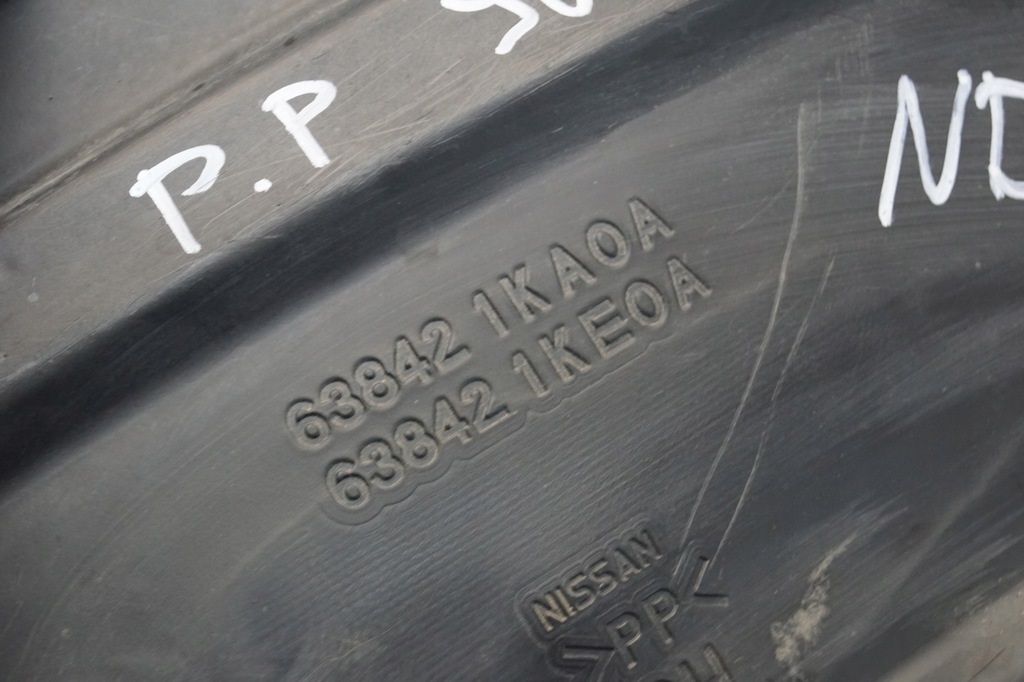 P.P
63842 1KA0A
63842 1KE0A
NISSAN
>PP<